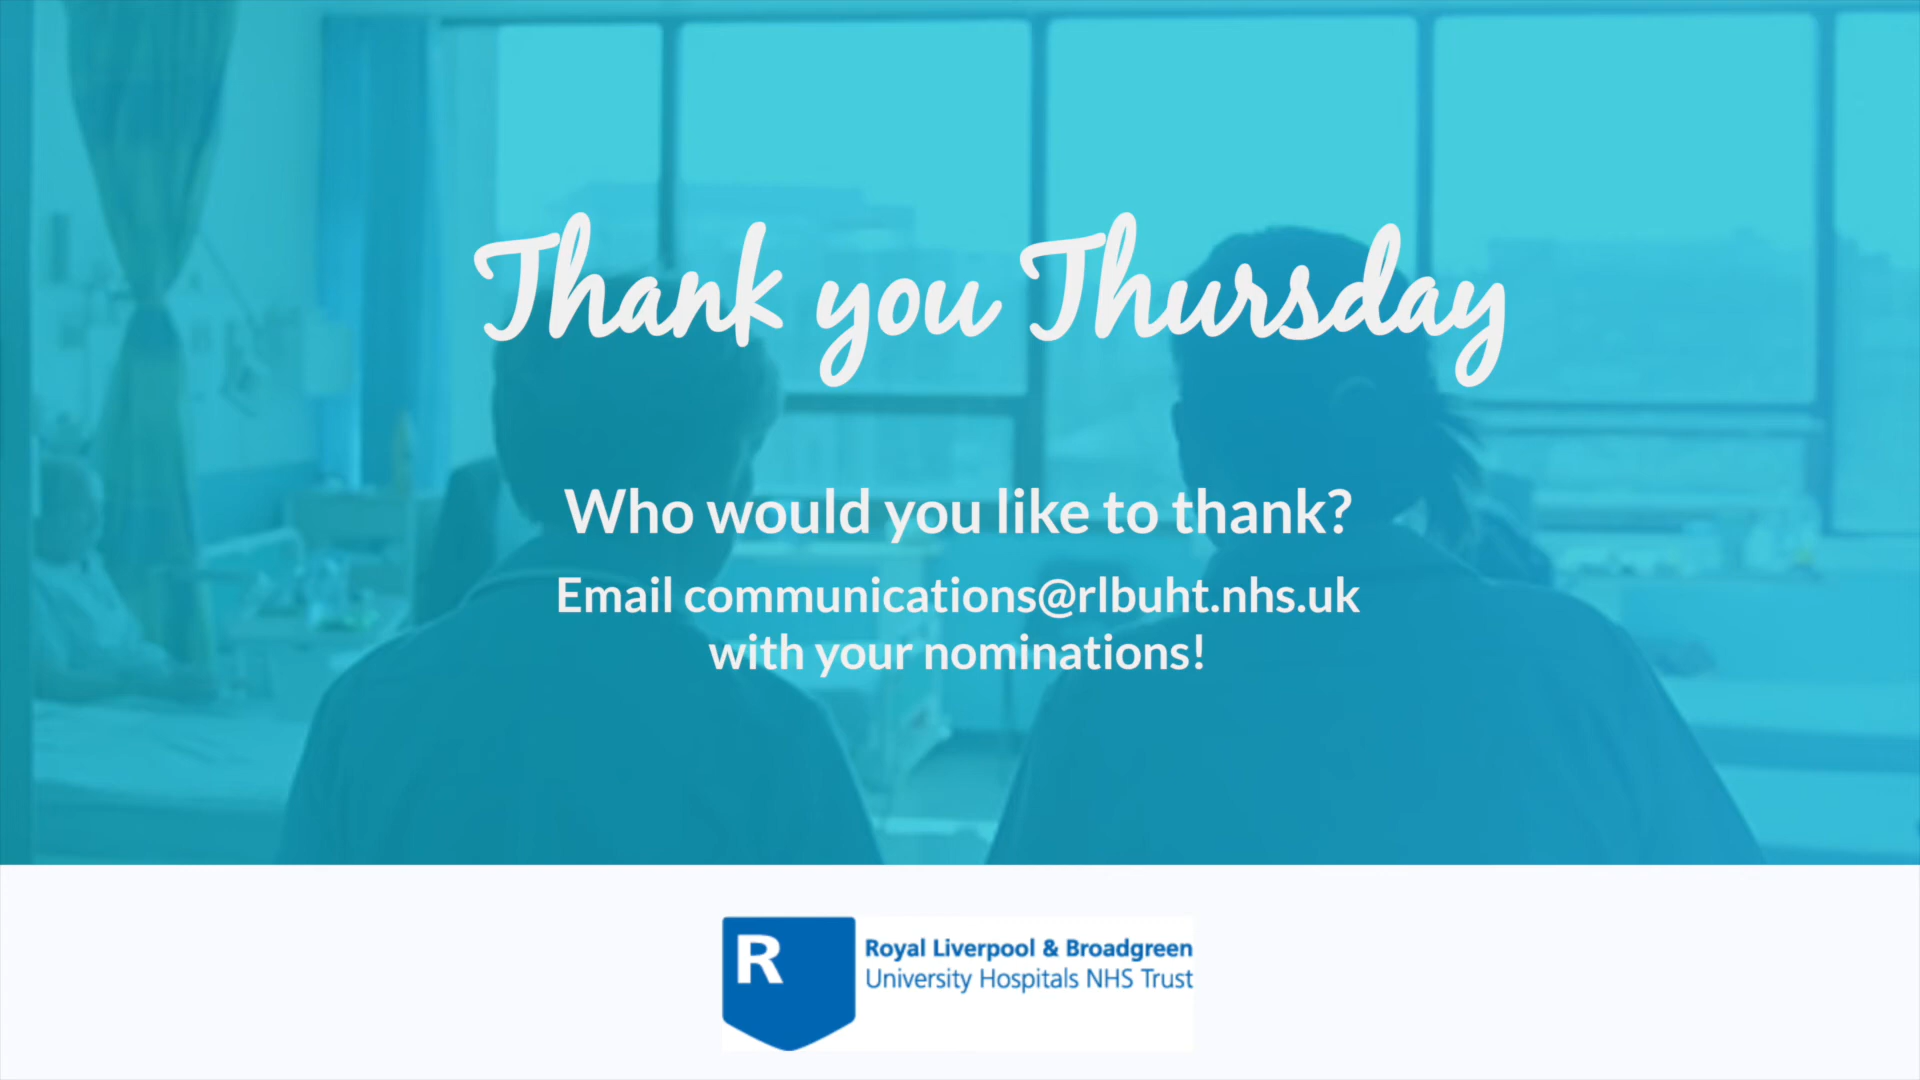 Thank you Thursday
Who would you like to thank?
Email communications@rlbuht.nhs.uk
with your nominations!
R
Royal Liverpool & Broadgreen
University Hospitals NHS Trust